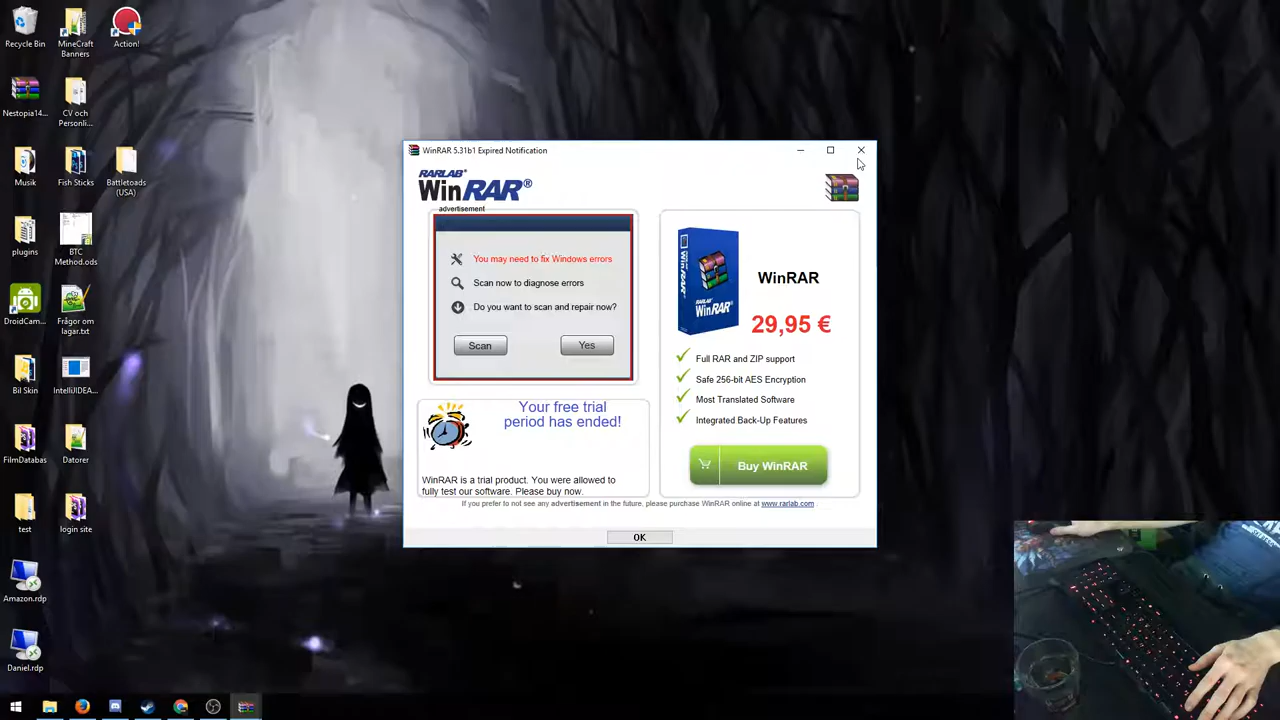 Recycle Bin
MineCraft
Banners
Action!
Nestopia14...
CV och
Personli...
Musik
Fish Sticks
Battletoads
(USA)
plugins
BTC
Method.ods
DroidCam...
Frågor om
lagar.txt
Bil Skin
IntelliJIDEA...
FilmDatabas
Datorer
test
login site
Amazon.rdp
Daniel.rdp
WinRAR 5.31b1 Expired Notification
RARLAB®
WinRAR®
advertisement
You may need to fix Windows errors
Scan now to diagnose errors
Do you want to scan and repair now?
Scan
Yes
Your free trial
period has ended!
WinRAR is a trial product. You were allowed to
fully test our software. Please buy now.
WinRAR
RARLAB
WinRAR
WinRAR
29,95 €
Full RAR and ZIP support
Safe 256-bit AES Encryption
Most Translated Software
Integrated Back-Up Features
Buy WinRAR
If you prefer to not see any advertisement in the future, please purchase WinRAR online at www.rarlab.com .
OK